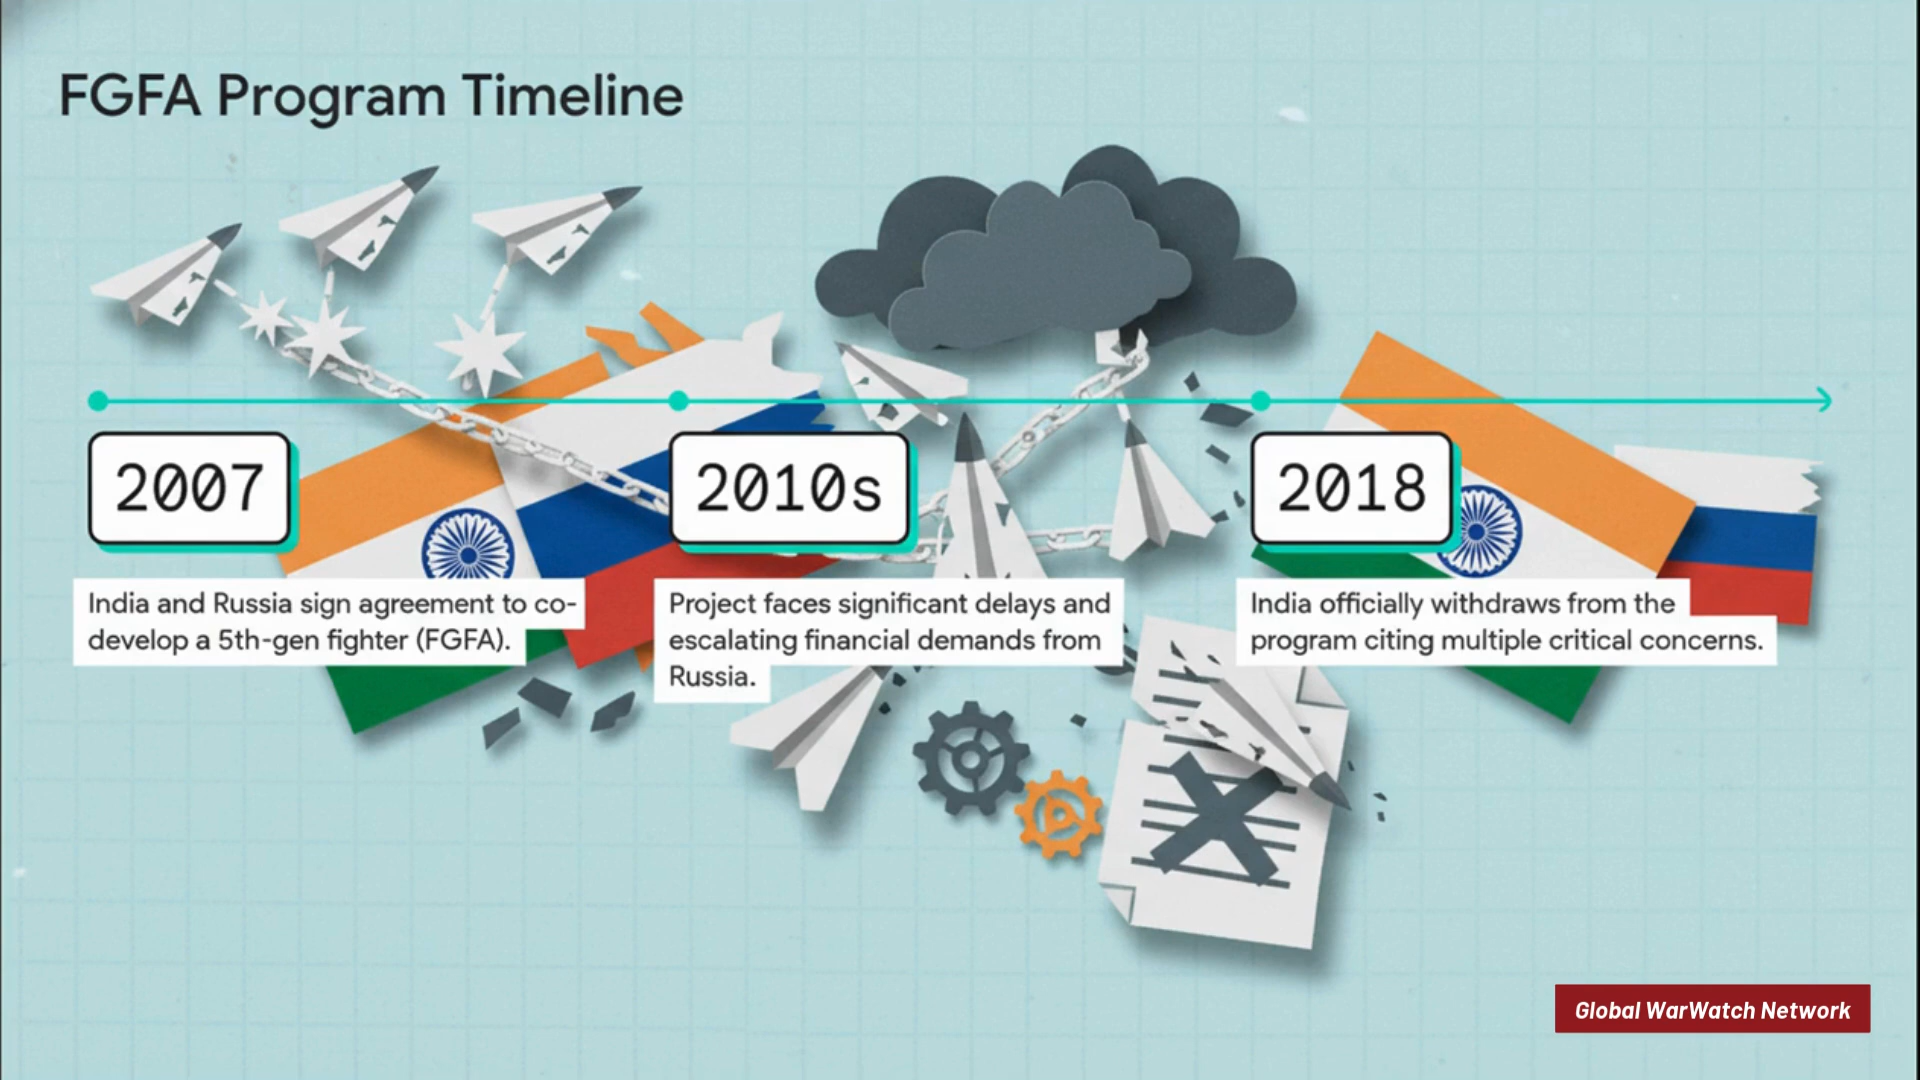 FGFA Program Timeline
2007
India and Russia sign agreement to co-
develop a 5th-gen fighter (FGFA).
2010s
Project faces significant delays and
escalating financial demands from
Russia.
2018
India officially withdraws from the
program citing multiple critical concerns.
Global WarWatch Network